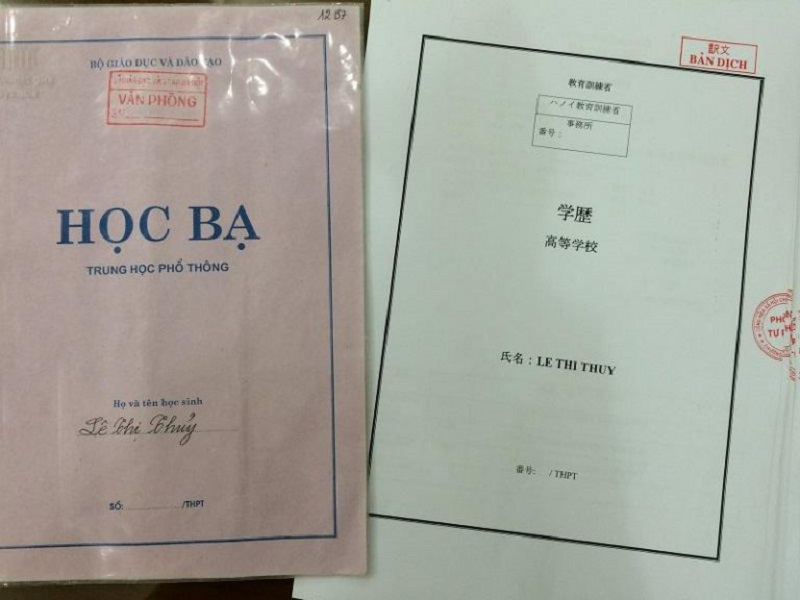 12 B7
BỘ GIÁO DỤC VÀ ĐÀO TẠO
VĂN PHÒNG
HỌC BẠ
TRUNG HỌC PHỔ THÔNG
Họ và tên học sinh
Lê Thị Thủy
SỐ: /THPT
訳文
BẢN DỊCH
教育訓練省
ハノイ教育訓練省
事務所
番号:
学歴
高等学校
氏名:LE THI THUY
番号: /THPT